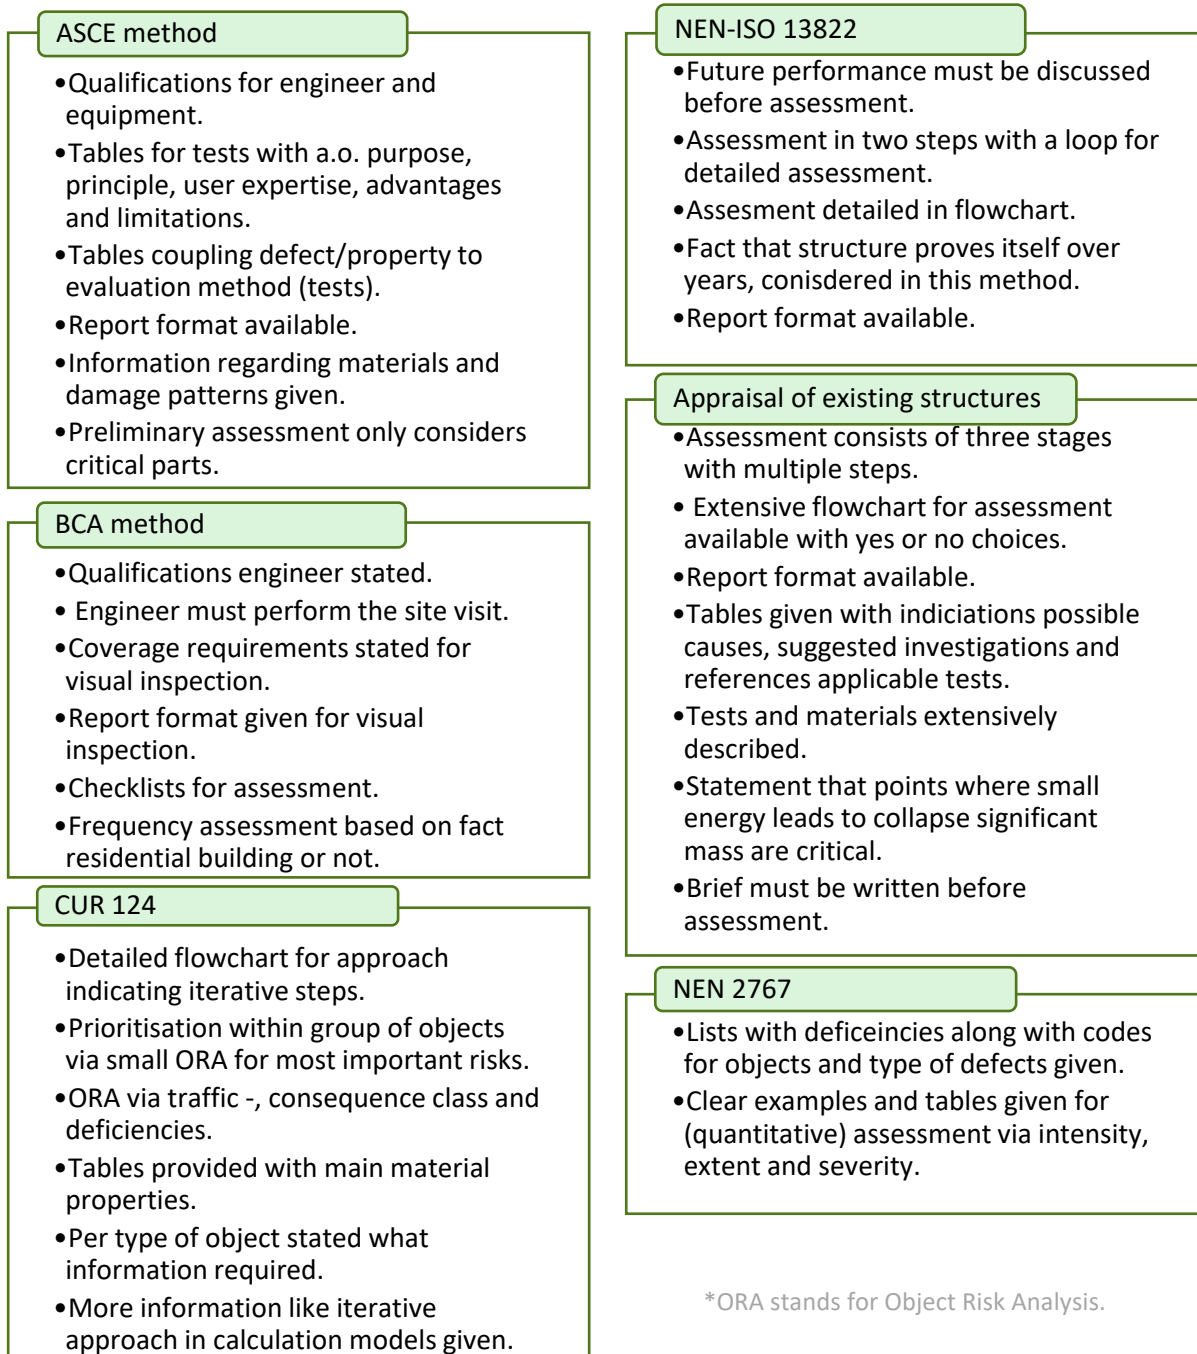 ASCE method
•Qualifications for engineer and
equipment.
•Tables for tests with a.o. purpose,
principle, user expertise, advantages
and limitations.
•Tables coupling defect/property to
evaluation method (tests).
•Report format available.
•Information regarding materials and
damage patterns given.
•Preliminary assessment only considers
critical parts.
BCA method
•Qualifications engineer stated.
• Engineer must perform the site visit.
•Coverage requirements stated for
visual inspection.
•Report format given for visual
inspection.
•Checklists for assessment.
•Frequency assessment based on fact
residential building or not.
CUR 124
•Detailed flowchart for approach
indicating iterative steps.
•Prioritisation within group of objects
via small ORA for most important risks.
•ORA via traffic -, consequence class and
deficiencies.
•Tables provided with main material
properties.
•Per type of object stated what
information required.
•More information like iterative
approach in calculation models given.
NEN-ISO 13822
•Future performance must be discussed
before assessment.
•Assessment in two steps with a loop for
detailed assessment.
•Assesment detailed in flowchart.
•Fact that structure proves itself over
years, conisdered in this method.
•Report format available.
Appraisal of existing structures
•Assessment consists of three stages
with multiple steps.
• Extensive flowchart for assessment
available with yes or no choices.
•Report format available.
•Tables given with indiciations possible
causes, suggested investigations and
references applicable tests.
•Tests and materials extensively
described.
•Statement that points where small
energy leads to collapse significant
mass are critical.
•Brief must be written before
assessment.
NEN 2767
•Lists with deficeincies along with codes
for objects and type of defects given.
•Clear examples and tables given for
(quantitative) assessment via intensity,
extent and severity.
*ORA stands for Object Risk Analysis.